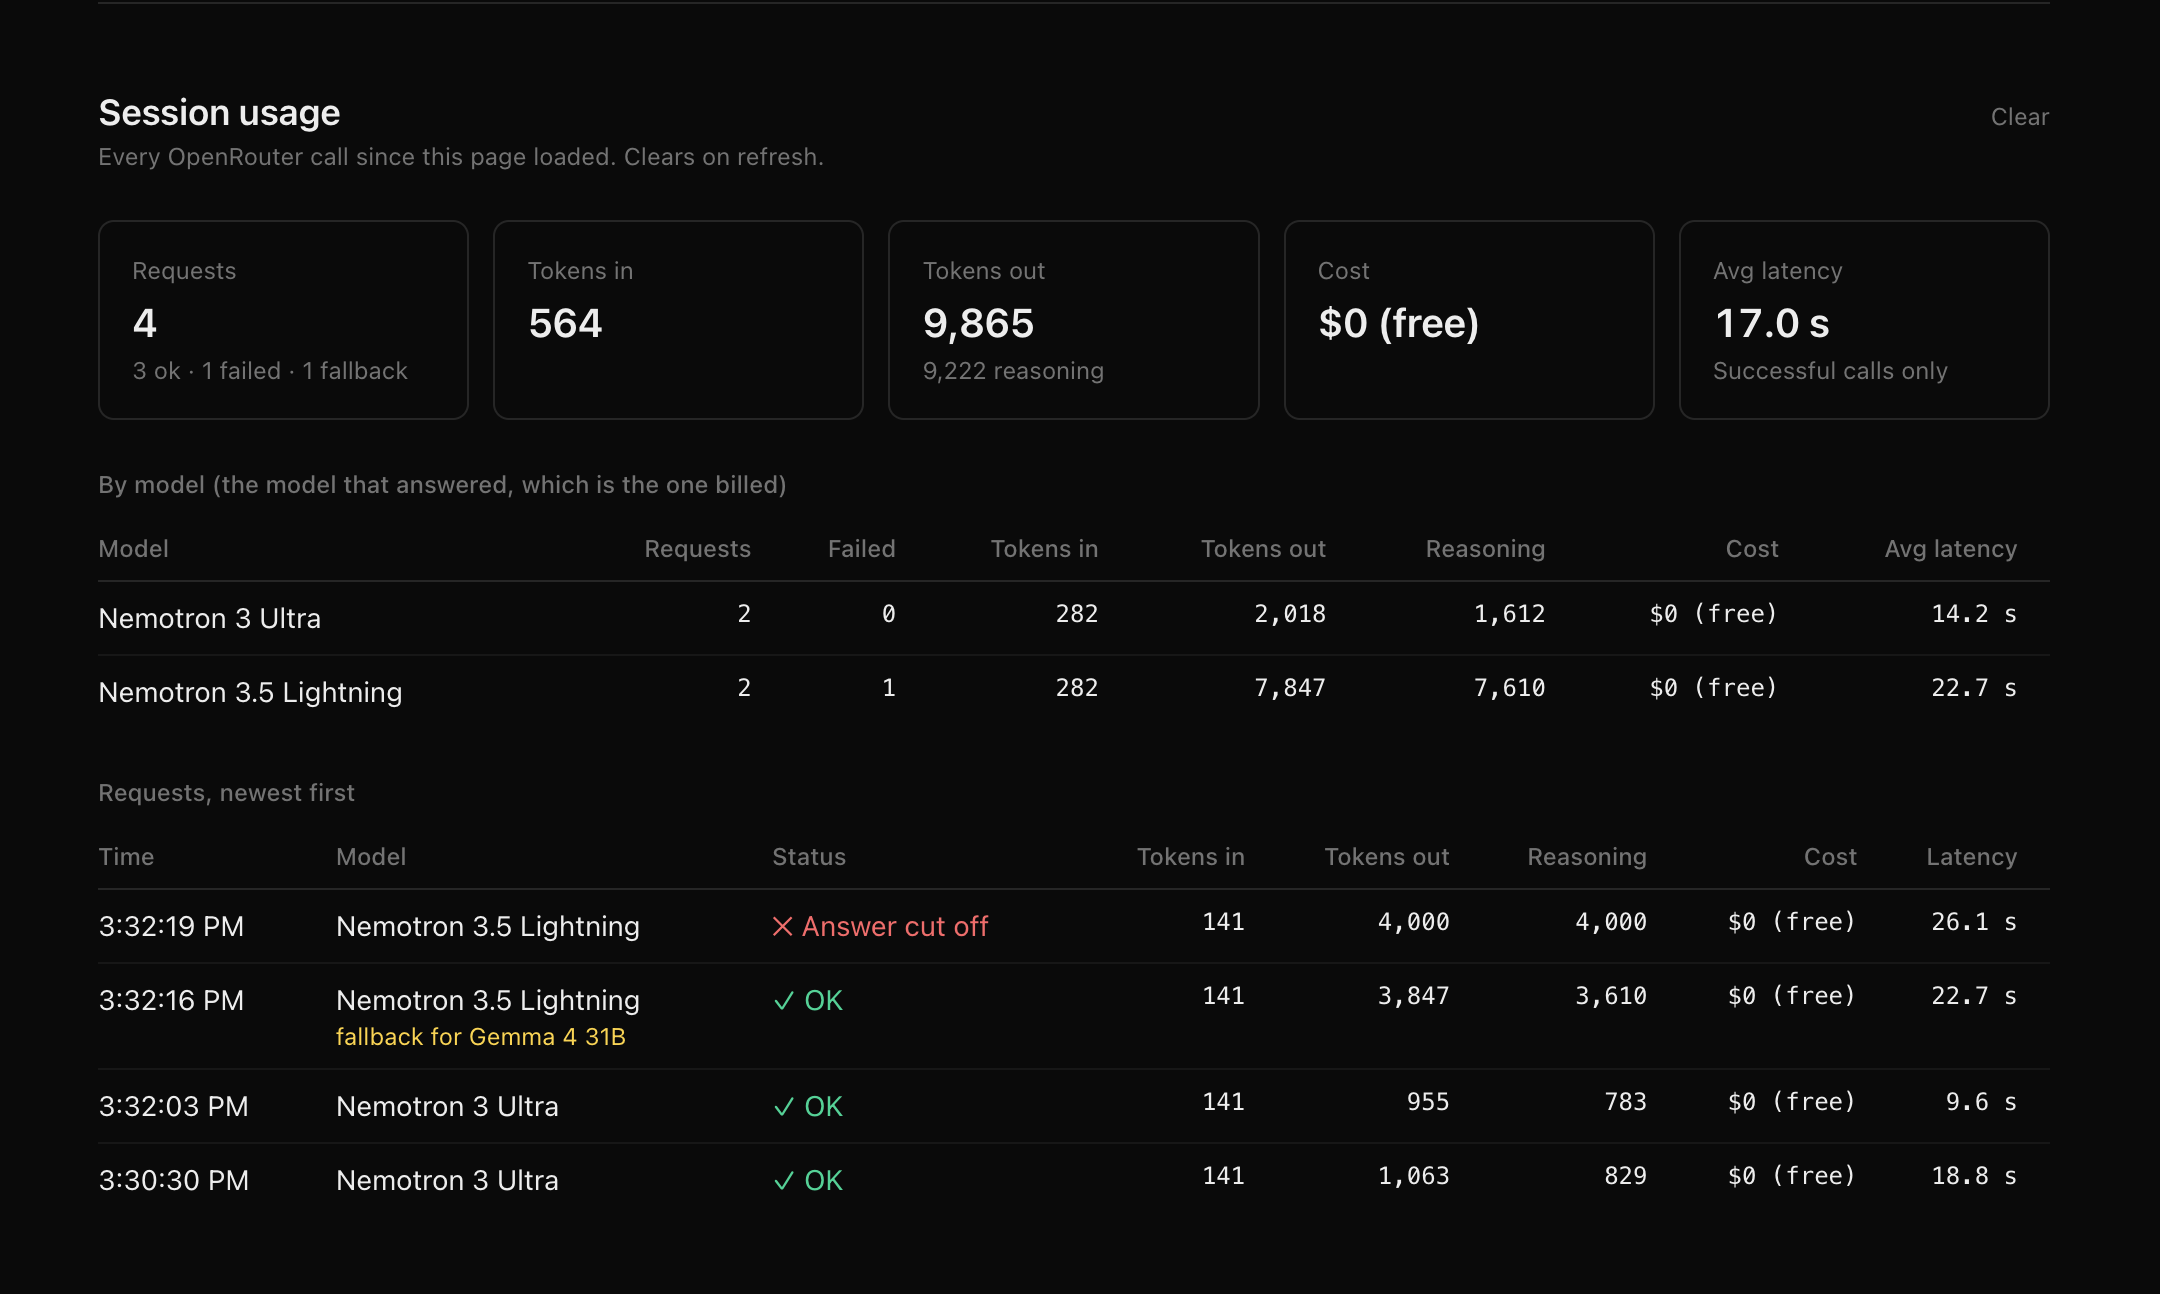 Session usage
Clear
Every OpenRouter call since this page loaded. Clears on refresh.
Requests
4
3 ok · 1 failed · 1 fallback
Tokens in
564
Tokens out
9,865
9,222 reasoning
Cost
$0 (free)
Avg latency
17.0 s
Successful calls only
By model (the model that answered, which is the one billed)
Model Requests Failed Tokens in Tokens out Reasoning Cost Avg latency
Nemotron 3 Ultra 2 0 282 2,018 1,612 $0 (free) 14.2 s
Nemotron 3.5 Lightning 2 1 282 7,847 7,610 $0 (free) 22.7 s
Requests, newest first
Time Model Status Tokens in Tokens out Reasoning Cost Latency
3:32:19 PM Nemotron 3.5 Lightning ✕ Answer cut off 141 4,000 4,000 $0 (free) 26.1 s
3:32:16 PM Nemotron 3.5 Lightning ✓ OK 141 3,847 3,610 $0 (free) 22.7 s
fallback for Gemma 4 31B
3:32:03 PM Nemotron 3 Ultra ✓ OK 141 955 783 $0 (free) 9.6 s
3:30:30 PM Nemotron 3 Ultra ✓ OK 141 1,063 829 $0 (free) 18.8 s